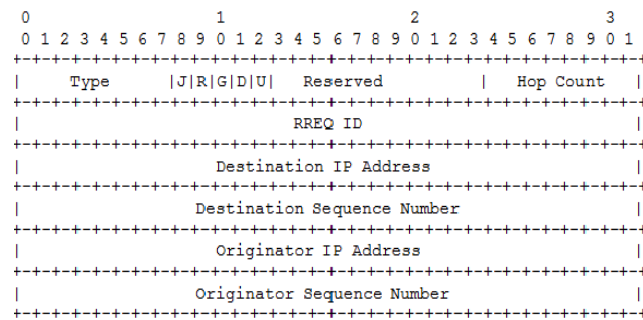 0                   1                   2                   3
 0 1 2 3 4 5 6 7 8 9 0 1 2 3 4 5 6 7 8 9 0 1 2 3 4 5 6 7 8 9 0 1
+-+-+-+-+-+-+-+-+-+-+-+-+-+-+-+-+-+-+-+-+-+-+-+-+-+-+-+-+-+-+-+-+
|     Type      |J|R|G|D|U|   Reserved          |   Hop Count   |
+-+-+-+-+-+-+-+-+-+-+-+-+-+-+-+-+-+-+-+-+-+-+-+-+-+-+-+-+-+-+-+-+
|                            RREQ ID                            |
+-+-+-+-+-+-+-+-+-+-+-+-+-+-+-+-+-+-+-+-+-+-+-+-+-+-+-+-+-+-+-+-+
|                    Destination IP Address                     |
+-+-+-+-+-+-+-+-+-+-+-+-+-+-+-+-+-+-+-+-+-+-+-+-+-+-+-+-+-+-+-+-+
|                  Destination Sequence Number                  |
+-+-+-+-+-+-+-+-+-+-+-+-+-+-+-+-+-+-+-+-+-+-+-+-+-+-+-+-+-+-+-+-+
|                    Originator IP Address                      |
+-+-+-+-+-+-+-+-+-+-+-+-+-+-+-+-+-+-+-+-+-+-+-+-+-+-+-+-+-+-+-+-+
|                  Originator Sequence Number                   |
+-+-+-+-+-+-+-+-+-+-+-+-+-+-+-+-+-+-+-+-+-+-+-+-+-+-+-+-+-+-+-+-+